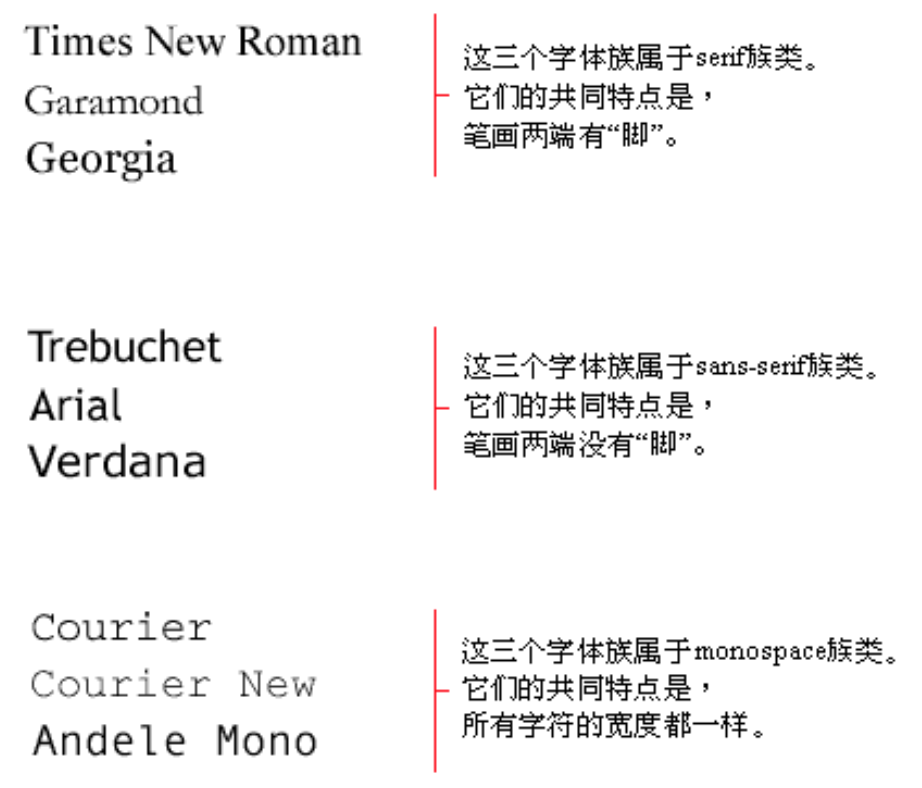 Times New Roman
Garamond
Georgia
这三个字体族属于serif族类。
它们的共同特点是，
笔画两端有“脚”。
Trebuchet
Arial
Verdana
这三个字体族属于sans-serif族类。
它们的共同特点是，
笔画两端没有“脚”。
Courier
Courier New
Andele Mono
这三个字体族属于monospace族类。
它们的共同特点是，
所有字符的宽度都一样。